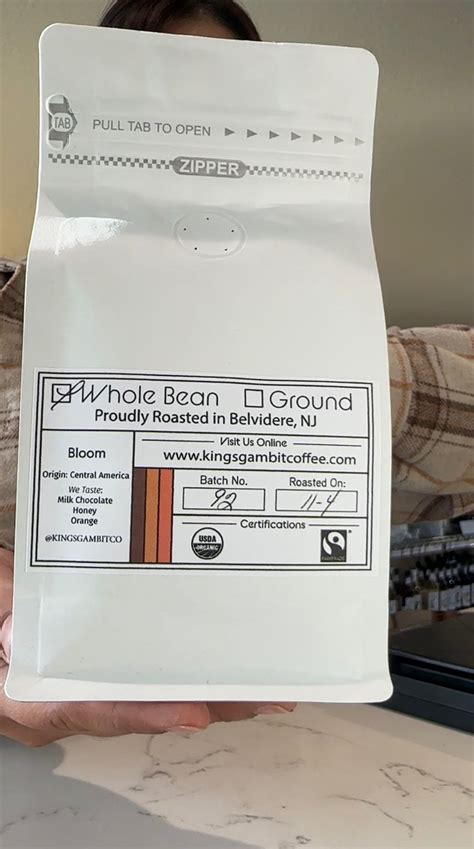 TAB
PULL TAB TO OPEN
ZIPPER
Whole Bean Ground
Proudly Roasted in Belvidere, NJ
Bloom
Origin: Central America
We Taste:
Milk Chocolate
Honey
Orange
@KINGSGAMBITCO
Visit Us Online
www.kingsgambitcoffee.com
Batch No.
92
Roasted On:
11-4
Certifications
USDA
ORGANIC
FAIRTRADE